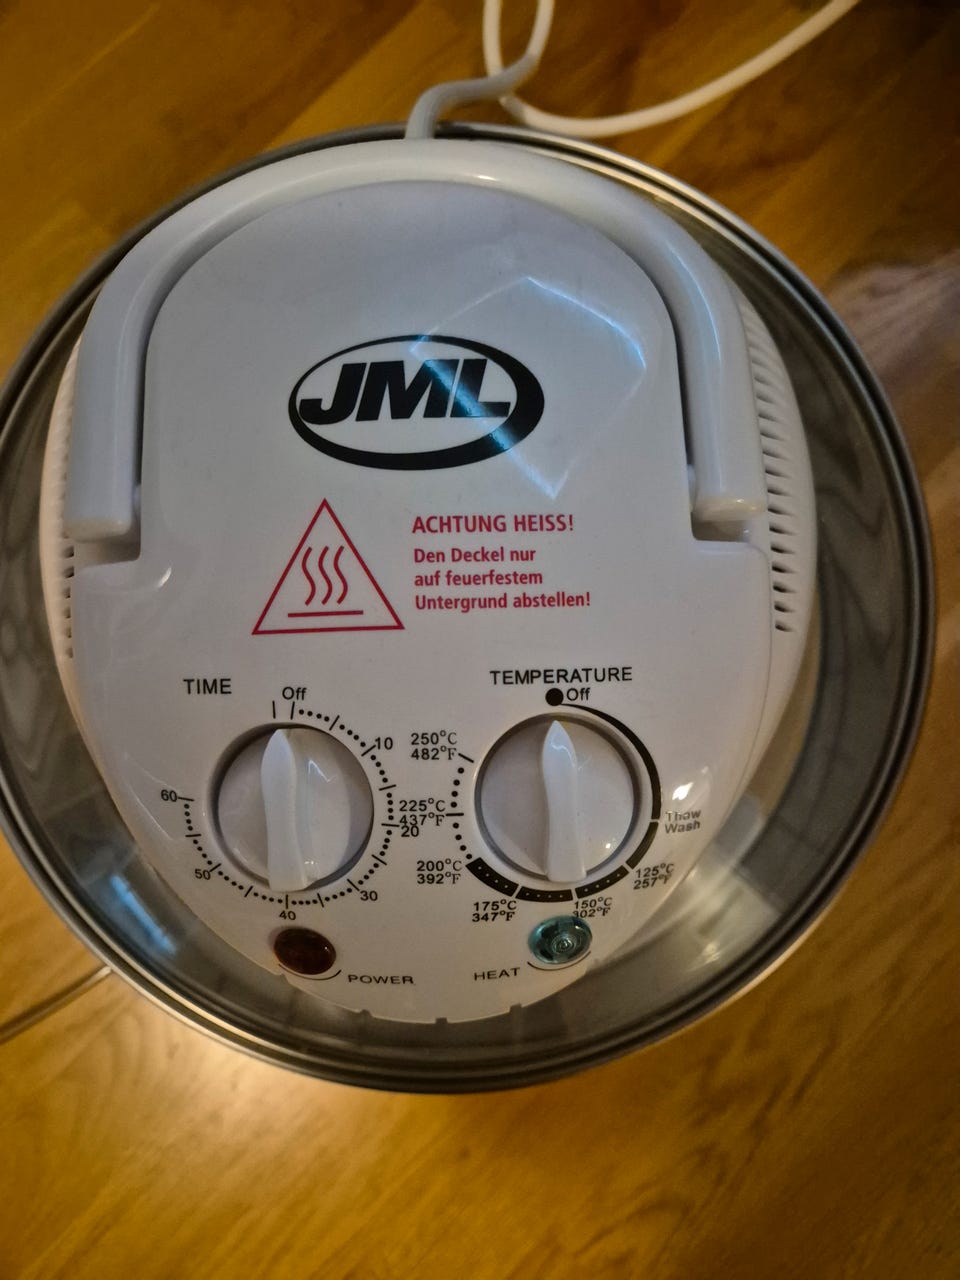 JML
ACHTUNG HEISS!
Den Deckel nur
auf feuerfestem
Untergrund abstellen!
TIME
Off
10
20
30
40
50
60
TEMPERATURE
Off
Thaw
Wash
125°C
257°F
150°C
302°F
175°C
347°F
200°C
392°F
225°C
437°F
250°C
482°F
POWER
HEAT